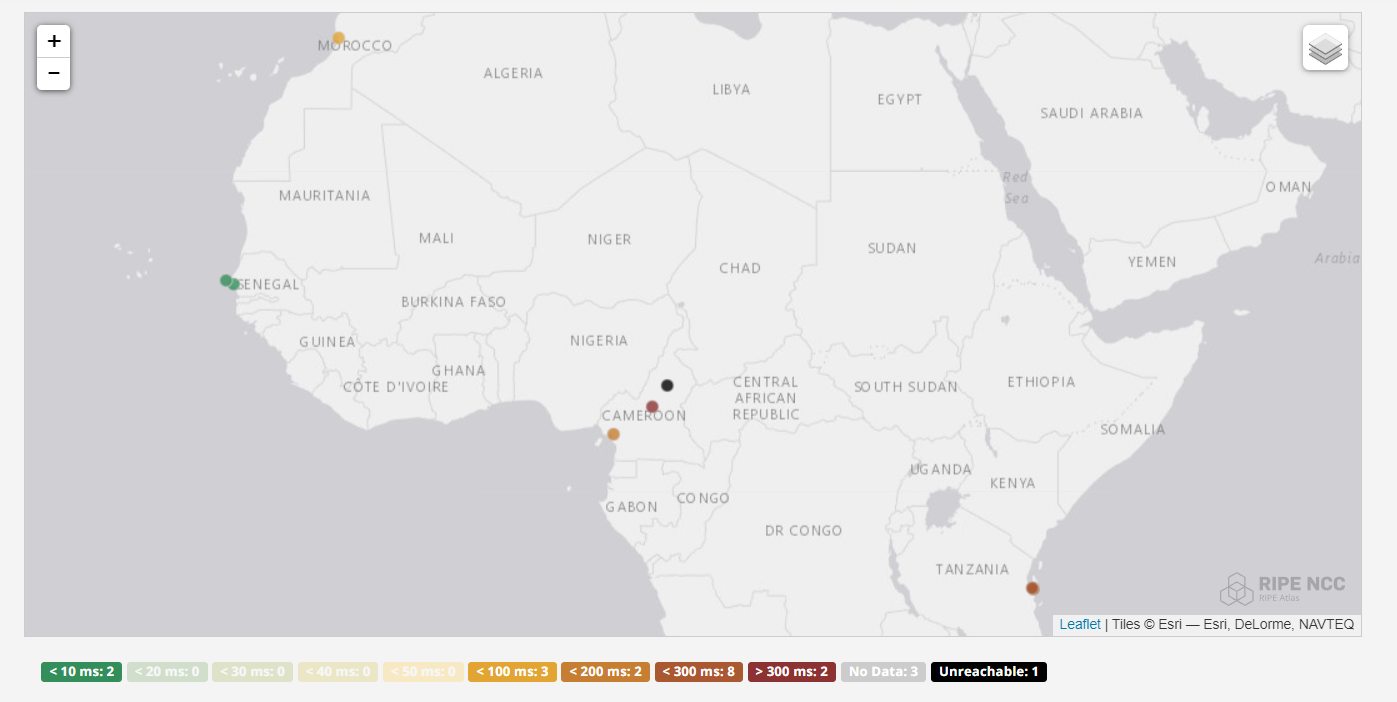 +
−
MOROCCO
ALGERIA
LIBYA
EGYPT
SAUDI ARABIA
Red
Sea
OMAN
MAURITANIA
MALI
NIGER
CHAD
SUDAN
YEMEN
Arabia
SENEGAL
BURKINA FASO
GUINEA
NIGERIA
GHANA
CÔTE D'IVOIRE
CENTRAL
AFRICAN
REPUBLIC
SOUTH SUDAN
ETHIOPIA
CAMEROON
SOMALIA
UGANDA
KENYA
GABON
CONGO
DR CONGO
TANZANIA
RIPE NCC
RIPE Atlas
Leaflet | Tiles © Esri — Esri, DeLorme, NAVTEQ
< 10 ms: 2 < 20 ms: 0 < 30 ms: 0 < 40 ms: 0 < 50 ms: 0 < 100 ms: 3 < 200 ms: 2 < 300 ms: 8 > 300 ms: 2 No Data: 3 Unreachable: 1